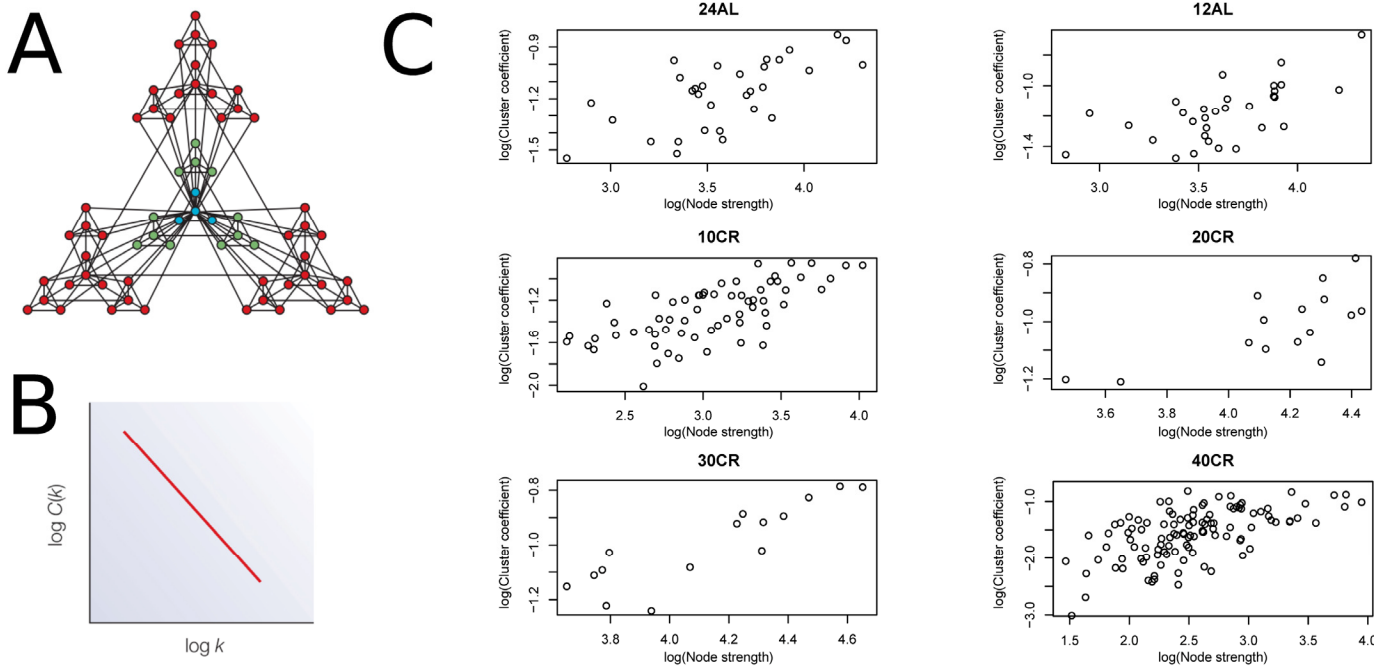 A
B
log C(k)
log k
C
24AL
log(Cluster coefficient)
−0.9
−1.2
−1.5
3.0 3.5 4.0
log(Node strength)
12AL
log(Cluster coefficient)
−1.0
−1.4
3.0 3.5 4.0
log(Node strength)
10CR
log(Cluster coefficient)
−1.2
−1.6
−2.0
2.5 3.0 3.5 4.0
log(Node strength)
20CR
log(Cluster coefficient)
−0.8
−1.0
−1.2
3.6 3.8 4.0 4.2 4.4
log(Node strength)
30CR
log(Cluster coefficient)
−0.8
−1.0
−1.2
3.8 4.0 4.2 4.4 4.6
log(Node strength)
40CR
log(Cluster coefficient)
−1.0
−2.0
−3.0
1.5 2.0 2.5 3.0 3.5 4.0
log(Node strength)